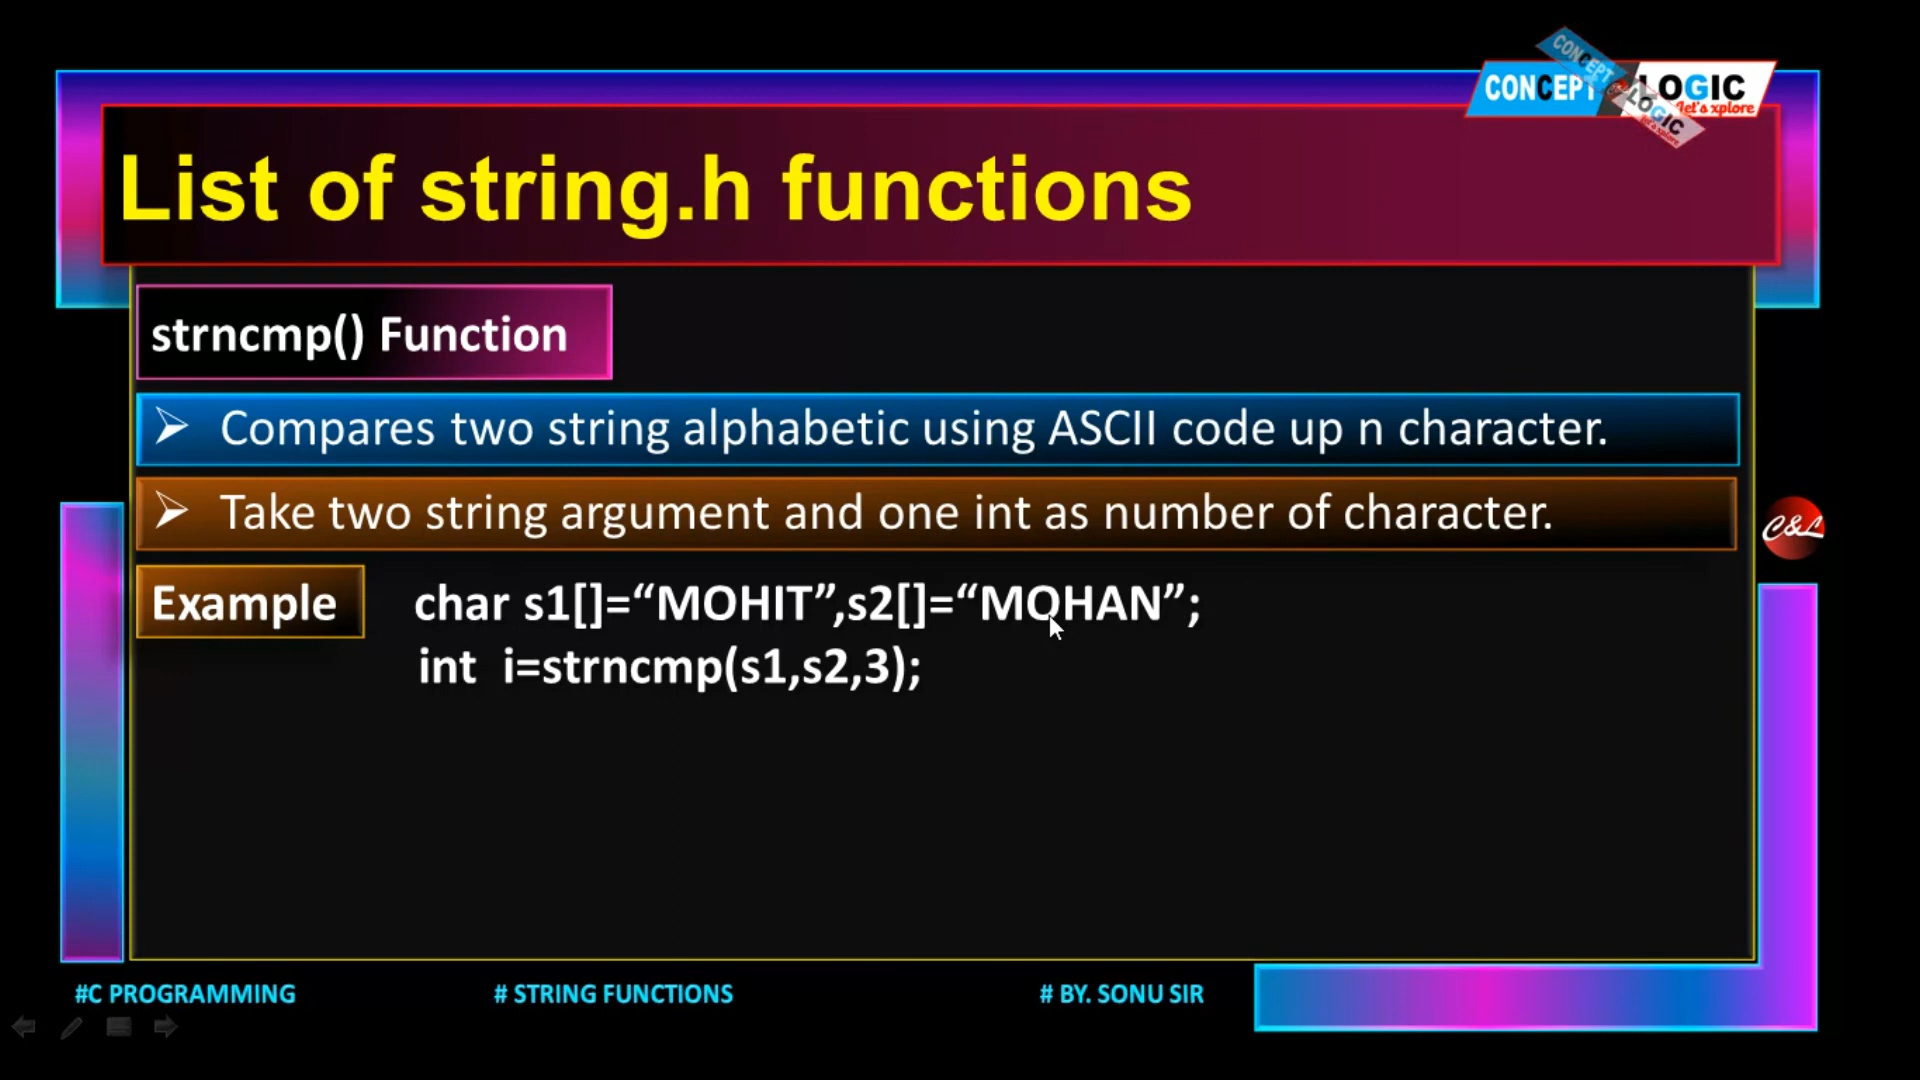 CONCEPT LOGIC
let's xplore
CONCEPT
LOGIC
List of string.h functions
strncmp() Function
➢ Compares two string alphabetic using ASCII code up n character.
➢ Take two string argument and one int as number of character.
C&L
Example char s1[]=“MOHIT”,s2[]=“MOHAN”;
int i=strncmp(s1,s2,3);
#C PROGRAMMING # STRING FUNCTIONS # BY. SONU SIR